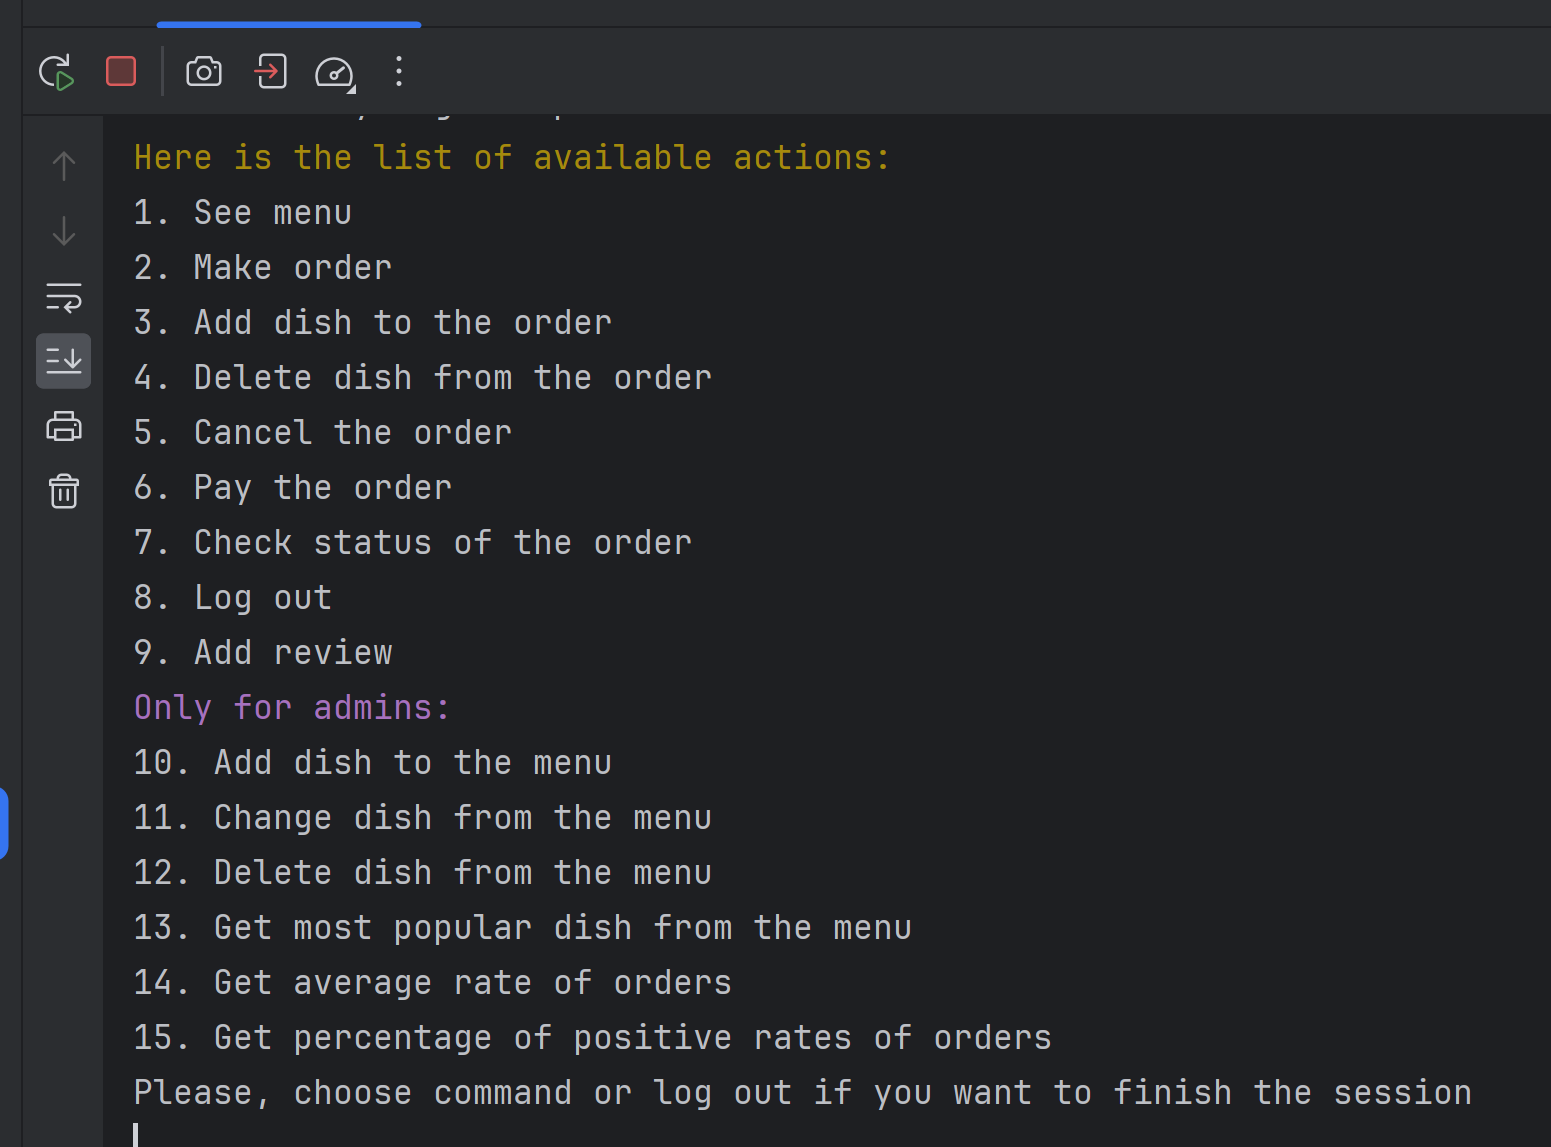 Here is the list of available actions:
1. See menu
2. Make order
3. Add dish to the order
4. Delete dish from the order
5. Cancel the order
6. Pay the order
7. Check status of the order
8. Log out
9. Add review
Only for admins:
10. Add dish to the menu
11. Change dish from the menu
12. Delete dish from the menu
13. Get most popular dish from the menu
14. Get average rate of orders
15. Get percentage of positive rates of orders
Please, choose command or log out if you want to finish the session